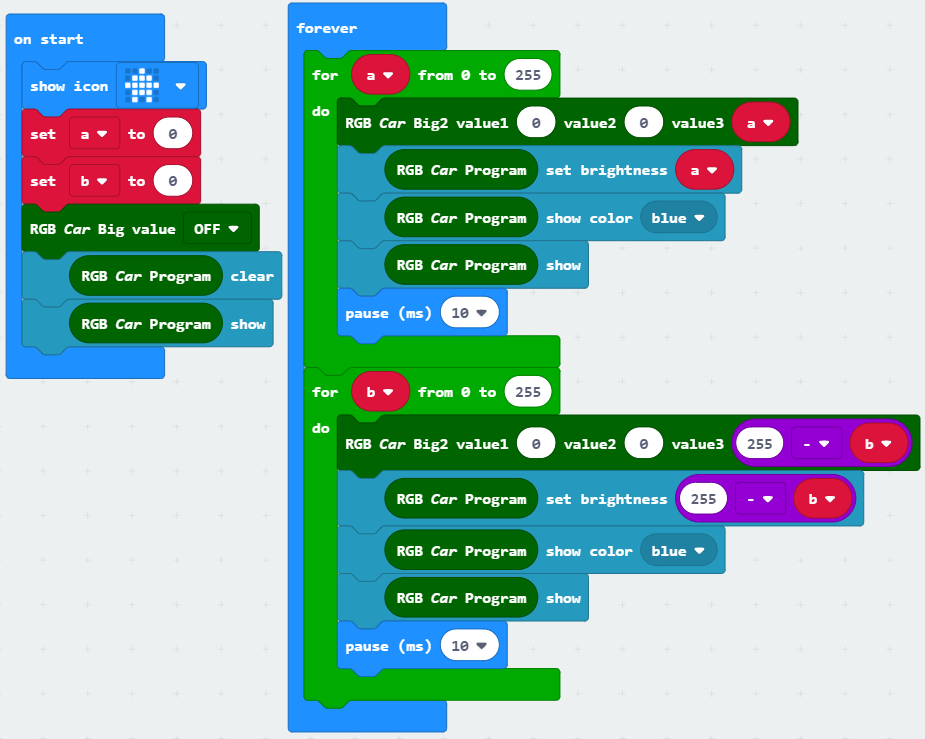 on start
show icon
set a to 0
set b to 0
RGB Car Big value OFF
RGB Car Program clear
RGB Car Program show
forever
for a from 0 to 255
do
RGB Car Big2 value1 0 value2 0 value3 a
RGB Car Program set brightness a
RGB Car Program show color blue
RGB Car Program show
pause (ms) 10
for b from 0 to 255
do
RGB Car Big2 value1 0 value2 0 value3 255 - b
RGB Car Program set brightness 255 - b
RGB Car Program show color blue
RGB Car Program show
pause (ms) 10